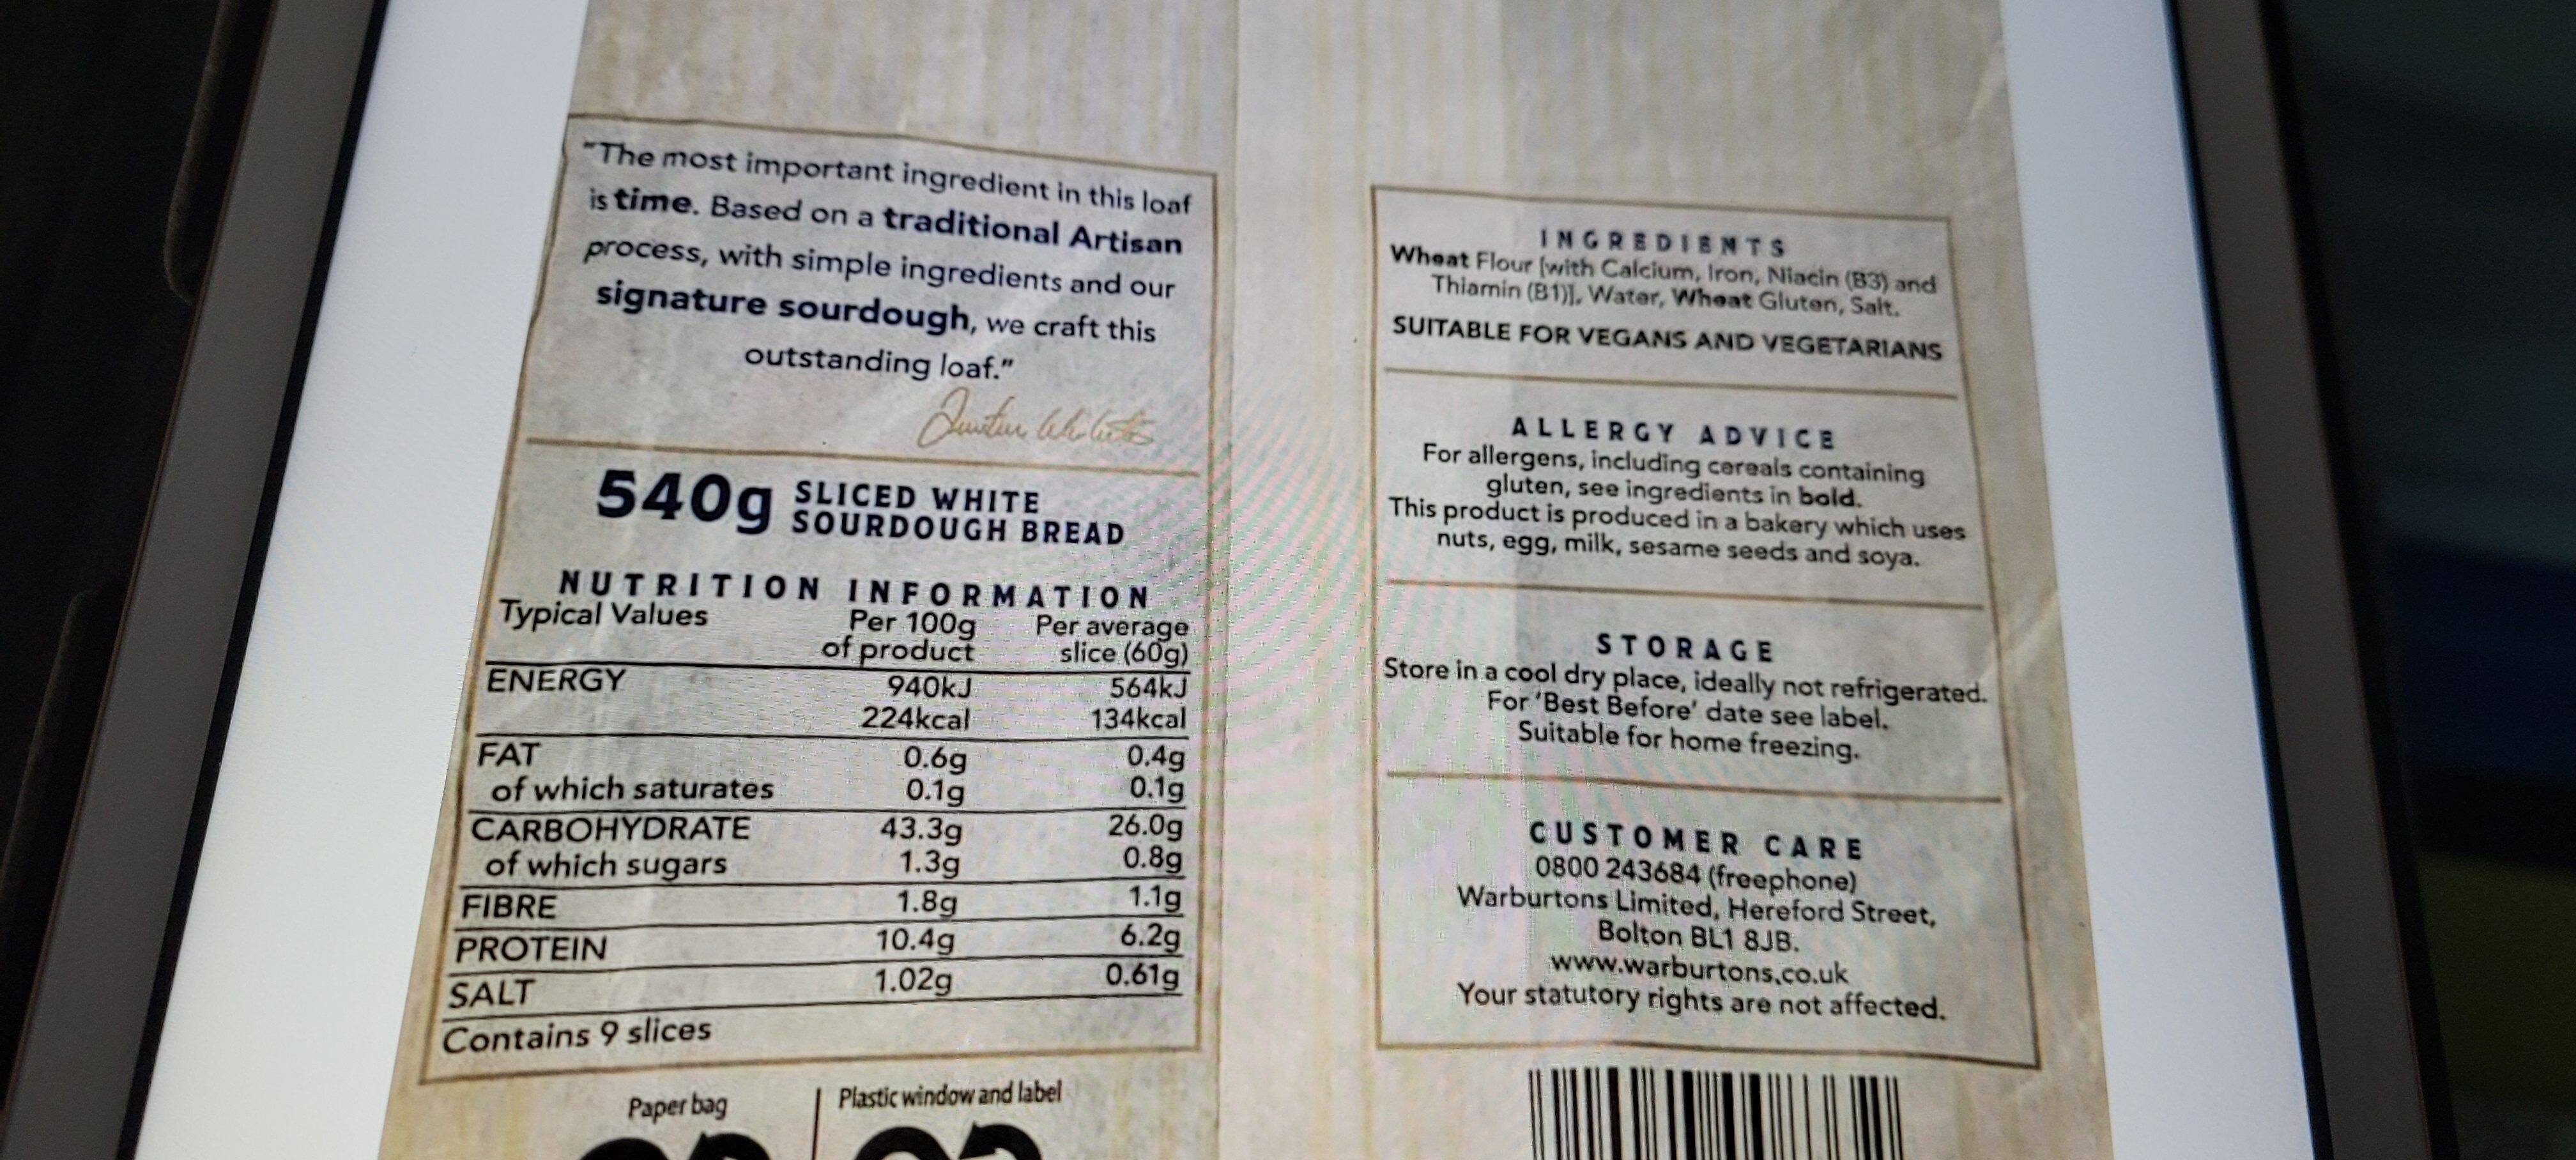 "The most important ingredient in this loaf
is time. Based on a traditional Artisan
process, with simple ingredients and our
signature sourdough, we craft this
outstanding loaf."
540g SLICED WHITE
SOURDOUGH BREAD
NUTRITION INFORMATION
Typical Values Per 100g Per average
of product slice (60g)
ENERGY 940kJ 564kJ
224kcal 134kcal
FAT 0.6g 0.4g
of which saturates 0.1g 0.1g
CARBOHYDRATE 43.3g 26.0g
of which sugars 1.3g 0.8g
FIBRE 1.8g 1.1g
PROTEIN 10.4g 6.2g
SALT 1.02g 0.61g
Contains 9 slices
Paper bag Plastic window and label
INGREDIENTS
Wheat Flour [with Calcium, Iron, Niacin (B3) and
Thiamin (B1)], Water, Wheat Gluten, Salt.
SUITABLE FOR VEGANS AND VEGETARIANS
ALLERGY ADVICE
For allergens, including cereals containing
gluten, see ingredients in bold.
This product is produced in a bakery which uses
nuts, egg, milk, sesame seeds and soya.
STORAGE
Store in a cool dry place, ideally not refrigerated.
For 'Best Before' date see label.
Suitable for home freezing.
CUSTOMER CARE
0800 243684 (freephone)
Warburtons Limited, Hereford Street,
Bolton BL1 8JB.
www.warburtons.co.uk
Your statutory rights are not affected.